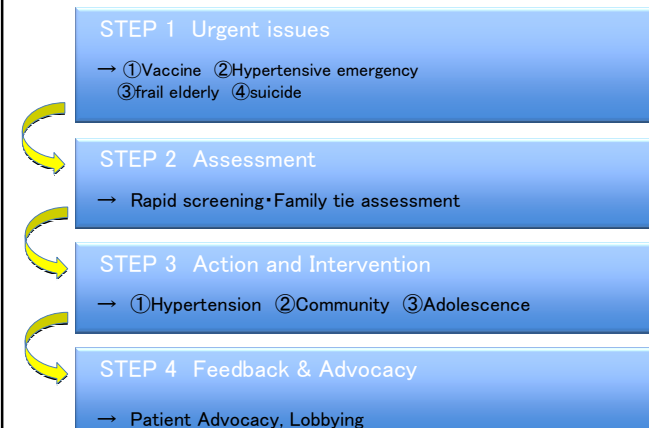 STEP 1 Urgent issues
→ ①Vaccine ②Hypertensive emergency
③frail elderly ④suicide
STEP 2 Assessment
→ Rapid screening・Family tie assessment
STEP 3 Action and Intervention
→ ①Hypertension ②Community ③Adolescence
STEP 4 Feedback & Advocacy
→ Patient Advocacy, Lobbying